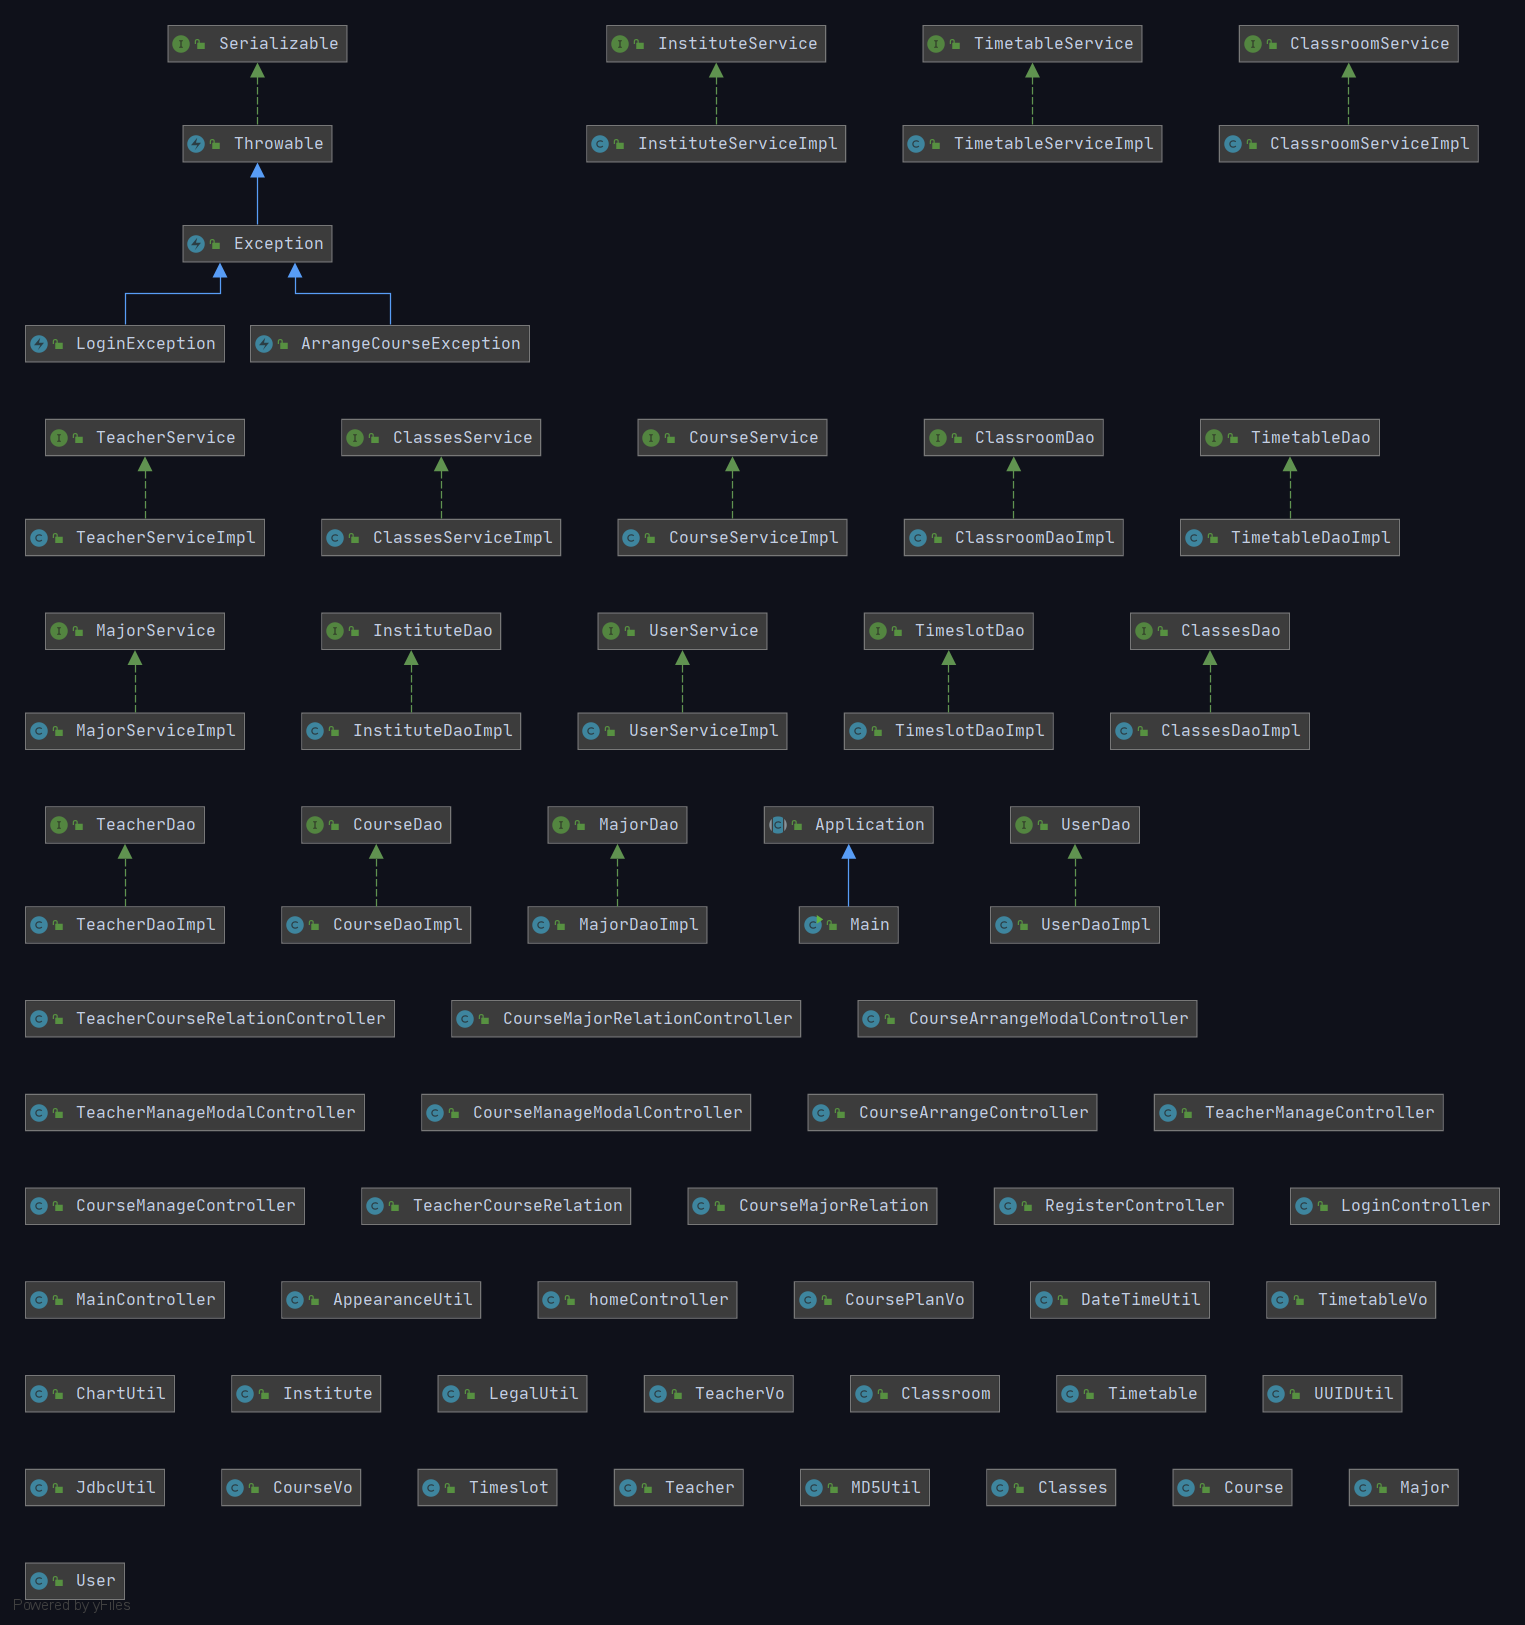 Serializable InstituteService TimetableService ClassroomService
Throwable InstituteServiceImpl TimetableServiceImpl ClassroomServiceImpl
Exception
LoginException ArrangeCourseException
TeacherService ClassesService CourseService ClassroomDao TimetableDao
TeacherServiceImpl ClassesServiceImpl CourseServiceImpl ClassroomDaoImpl TimetableDaoImpl
MajorService InstituteDao UserService TimeslotDao ClassesDao
MajorServiceImpl InstituteDaoImpl UserServiceImpl TimeslotDaoImpl ClassesDaoImpl
TeacherDao CourseDao MajorDao Application UserDao
TeacherDaoImpl CourseDaoImpl MajorDaoImpl Main UserDaoImpl
TeacherCourseRelationController CourseMajorRelationController CourseArrangeModalController
TeacherManageModalController CourseManageModalController CourseArrangeController TeacherManageController
CourseManageController TeacherCourseRelation CourseMajorRelation RegisterController LoginController
MainController AppearanceUtil homeController CoursePlanVo DateTimeUtil TimetableVo
ChartUtil Institute LegalUtil TeacherVo Classroom Timetable UUIDUtil
JdbcUtil CourseVo Timeslot Teacher MD5Util Classes Course Major
User
Powered by yFiles